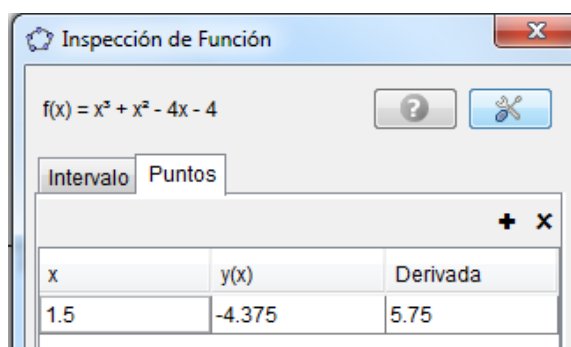 Inspección de Función
f(x) = x³ + x² - 4x - 4
Intervalo Puntos
x y(x) Derivada
1.5 -4.375 5.75